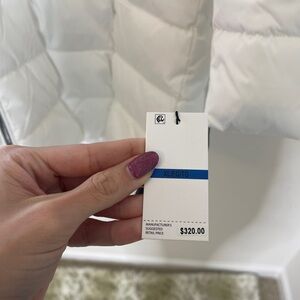 MANUFACTURER'S
SUGGESTED
RETAIL PRICE $320.00